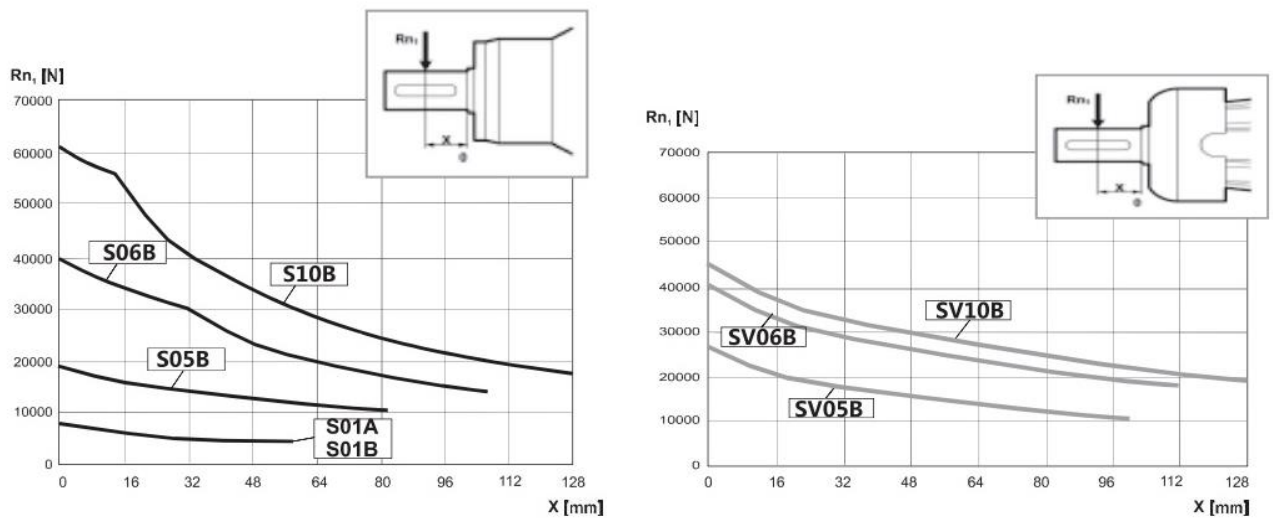 Rn₁
X
Rn₁ [N]
70000
60000
50000
40000
30000
20000
10000
0
S06B
S10B
S05B
S01A
S01B
0 16 32 48 64 80 96 112 128
X [mm]
Rn₁
X
Rn₁ [N]
70000
60000
50000
40000
30000
20000
10000
0
SV10B
SV06B
SV05B
0 16 32 48 64 80 96 112 128
X [mm]